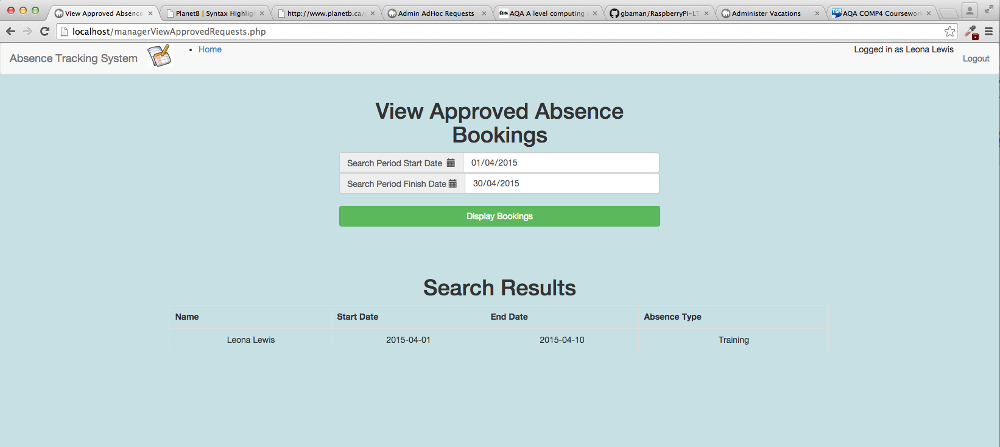 View Approved Absence
PlanetB | Syntax Highlig
http://www.planetb.ca/
Admin AdHoc Requests
tes AQA A level computing
gbaman/RaspberryPi-LT
Administer Vacations
TSR AQA COMP4 Coursework
localhost/managerViewApprovedRequests.php
Absence Tracking System
Home
Logged in as Leona Lewis
Logout
View Approved Absence
Bookings
Search Period Start Date 01/04/2015
Search Period Finish Date 30/04/2015
Display Bookings
Search Results
Name Start Date End Date Absence Type
Leona Lewis 2015-04-01 2015-04-10 Training